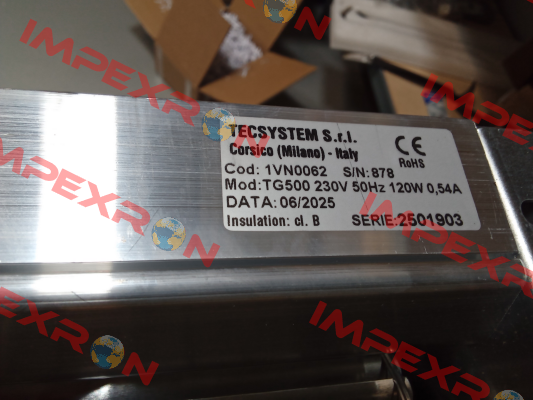 IMPEXRON
IMPEXRON
IMPEXRON
TECSYSTEM S.r.l.
Corsico (Milano) - Italy
CE
RoHS
Cod: 1VN0062 S/N: 878
Mod:TG500 230V 50Hz 120W 0,54A
DATA: 06/2025
Insulation: cl. B SERIE:2501903
IMPEXRON
IMPEXRON